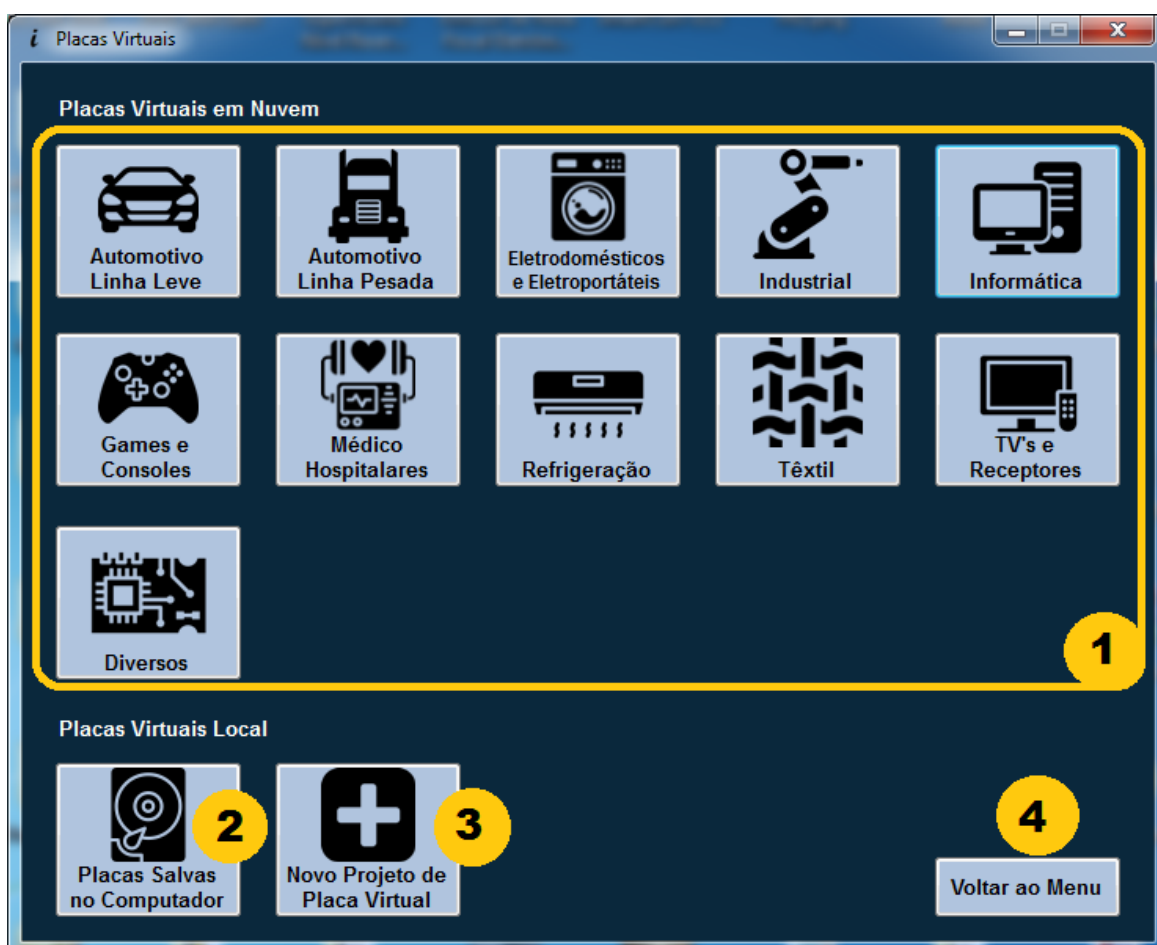 i Placas Virtuais
X
Placas Virtuais em Nuvem
Automotivo
Linha Leve
Automotivo
Linha Pesada
Eletrodomésticos
e Eletroportáteis
Industrial
Informática
Games e
Consoles
Médico
Hospitalares
Refrigeração
Têxtil
TV's e
Receptores
Diversos
1
Placas Virtuais Local
Placas Salvas
no Computador
2
Novo Projeto de
Placa Virtual
3
4
Voltar ao Menu